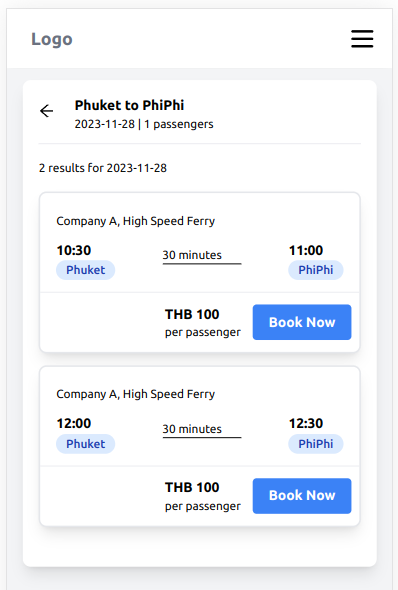 Logo
Phuket to PhiPhi
2023-11-28 | 1 passengers
2 results for 2023-11-28
Company A, High Speed Ferry
10:30 30 minutes 11:00
Phuket PhiPhi
THB 100
per passenger
Book Now
Company A, High Speed Ferry
12:00 30 minutes 12:30
Phuket PhiPhi
THB 100
per passenger
Book Now